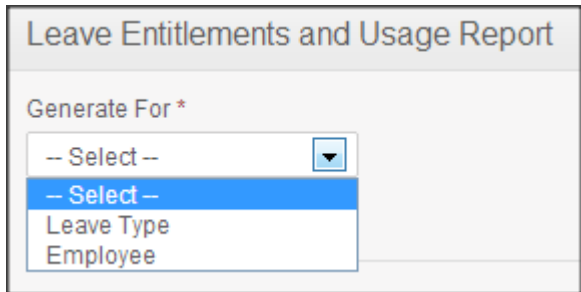 Leave Entitlements and Usage Report
Generate For *
-- Select --
-- Select --
Leave Type
Employee